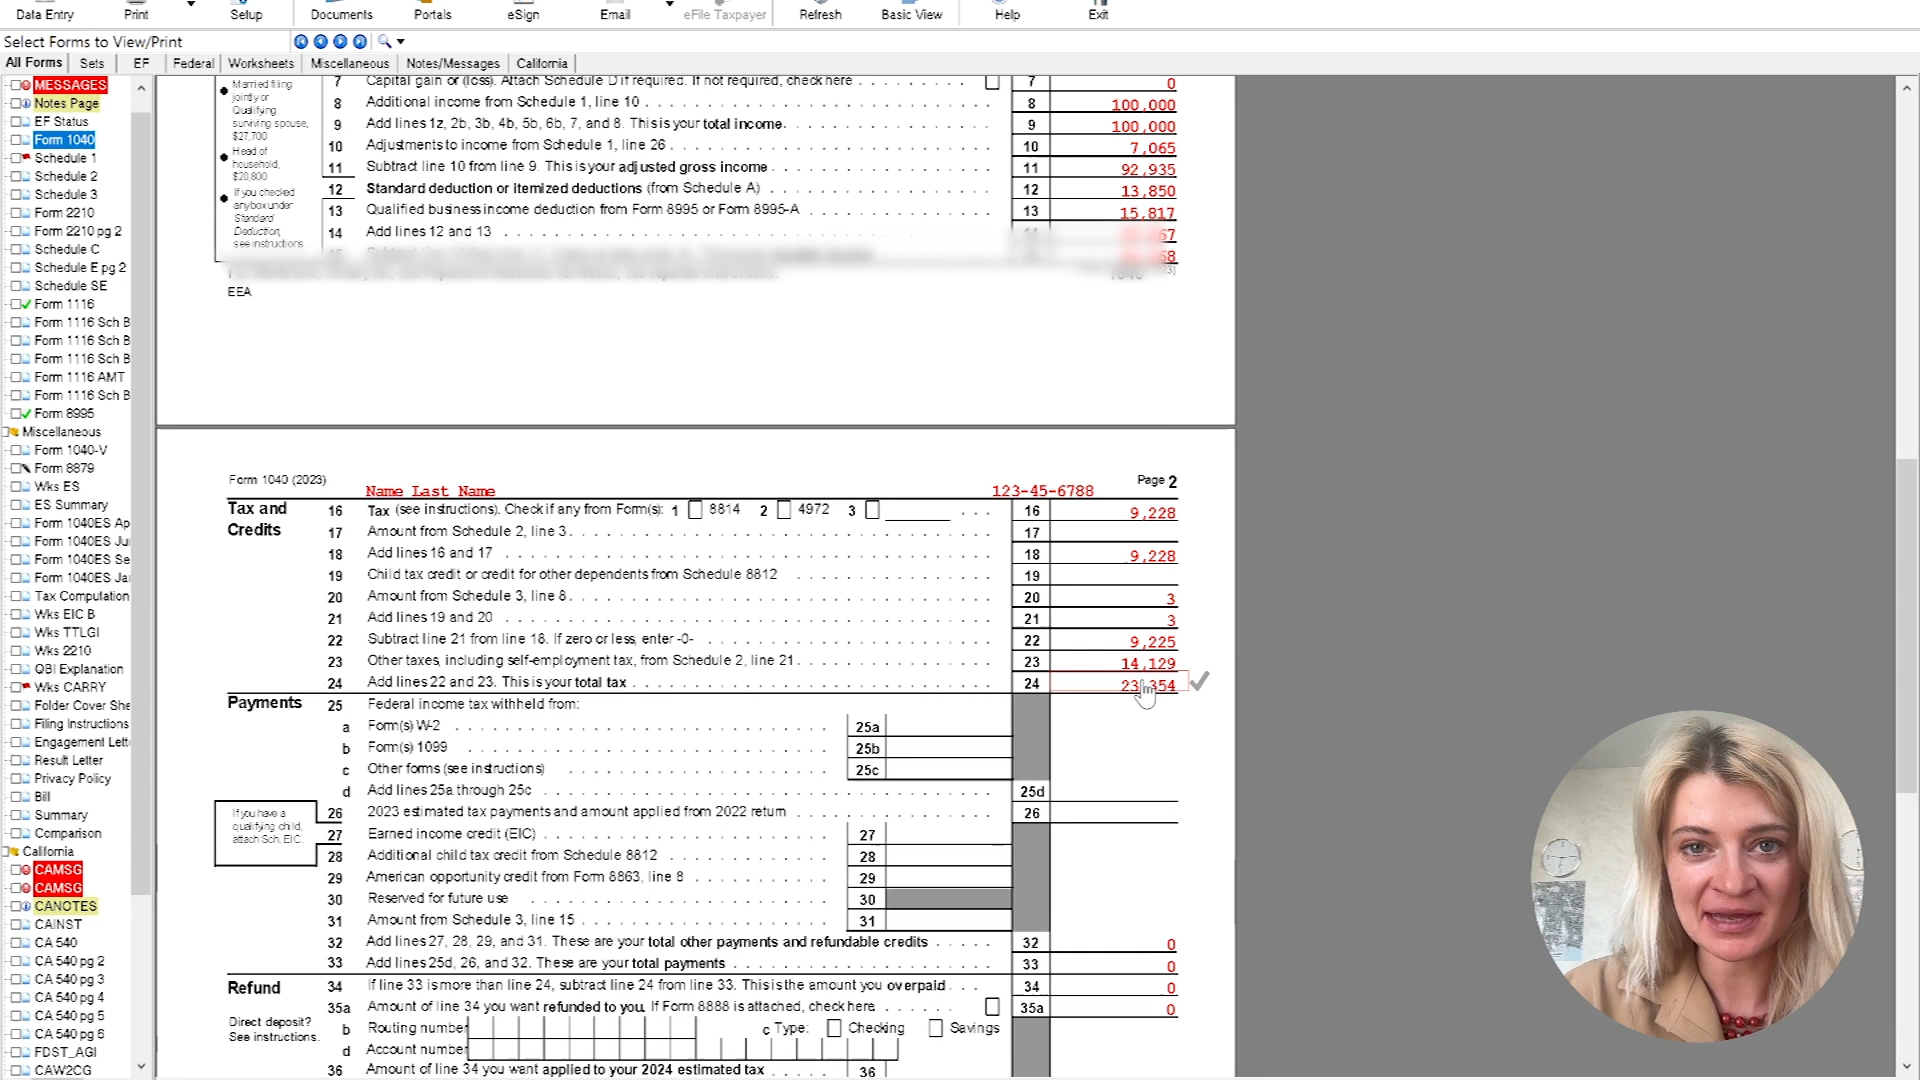 Data Entry Print Setup Documents Portals eSign Email eFile Taxpayer Refresh Basic View Help Exit
Select Forms to View/Print
All Forms Sets EF Federal Worksheets Miscellaneous Notes/Messages California
MESSAGES
Notes Page
EF Status
Form 1040
Schedule 1
Schedule 2
Schedule 3
Form 2210
Form 2210 pg 2
Schedule C
Schedule E pg 2
Schedule SE
Form 1116
Form 1116 Sch B
Form 1116 Sch B
Form 1116 Sch B
Form 1116 AMT
Form 1116 Sch B
Form 8995
Miscellaneous
Form 1040-V
Form 8879
Wks ES
ES Summary
Form 1040ES Ap
Form 1040ES Ju
Form 1040ES Se
Form 1040ES Ja
Tax Computation
Wks EIC B
Wks TTLGI
Wks 2210
QBI Explanation
Wks CARRY
Folder Cover She
Filing Instructions
Engagement Lett
Result Letter
Privacy Policy
Bill
Summary
Comparison
California
CAMSG
CAMSG
CANOTES
CAINST
CA 540
CA 540 pg 2
CA 540 pg 3
CA 540 pg 4
CA 540 pg 5
CA 540 pg 6
FDST_AGI
CAW2CG
Married filing
jointly or
Qualifying
surviving spouse,
$27,700
Head of
household,
$20,800
If you checked
any box under
Standard
Deduction,
see instructions.
7 Capital gain or (loss). Attach Schedule D if required. If not required, check here 7 0
8 Additional income from Schedule 1, line 10 8 100,000
9 Add lines 1z, 2b, 3b, 4b, 5b, 6b, 7, and 8. This is your total income. 9 100,000
10 Adjustments to income from Schedule 1, line 26 10 7,065
11 Subtract line 10 from line 9. This is your adjusted gross income 11 92,935
12 Standard deduction or itemized deductions (from Schedule A) 12 13,850
13 Qualified business income deduction from Form 8995 or Form 8995-A 13 15,817
14 Add lines 12 and 13
EEA
Form 1040 (2023) Name Last Name 123-45-6788 Page 2
Tax and Credits
16 Tax (see instructions). Check if any from Form(s): 1 8814 2 4972 3 16 9,228
17 Amount from Schedule 2, line 3 17
18 Add lines 16 and 17 18 9,228
19 Child tax credit or credit for other dependents from Schedule 8812 19
20 Amount from Schedule 3, line 8 20 3
21 Add lines 19 and 20 21 3
22 Subtract line 21 from line 18. If zero or less, enter -0- 22 9,225
23 Other taxes, including self-employment tax, from Schedule 2, line 21 23 14,129
24 Add lines 22 and 23. This is your total tax 24 23,354
Payments 25 Federal income tax withheld from:
a Form(s) W-2 25a
b Form(s) 1099 25b
c Other forms (see instructions) 25c
d Add lines 25a through 25c 25d
If you have a
qualifying child,
attach Sch. EIC.
26 2023 estimated tax payments and amount applied from 2022 return 26
27 Earned income credit (EIC) 27
28 Additional child tax credit from Schedule 8812 28
29 American opportunity credit from Form 8863, line 8 29
30 Reserved for future use 30
31 Amount from Schedule 3, line 15 31
32 Add lines 27, 28, 29, and 31. These are your total other payments and refundable credits 32 0
33 Add lines 25d, 26, and 32. These are your total payments 33 0
Refund 34 If line 33 is more than line 24, subtract line 24 from line 33. This is the amount you overpaid 34 0
35a Amount of line 34 you want refunded to you. If Form 8888 is attached, check here 35a 0
Direct deposit?
See instructions.
b Routing number c Type: Checking Savings
d Account number
36 Amount of line 34 you want applied to your 2024 estimated tax 36